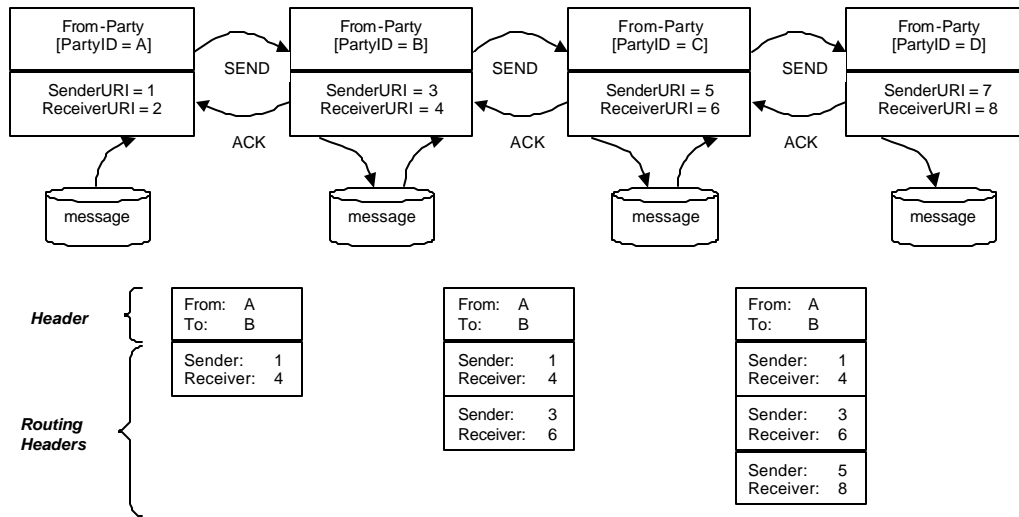 From-Party
[PartyID = A]
SenderURI = 1
ReceiverURI = 2
SEND
ACK
message
From-Party
[PartyID = B]
SenderURI = 3
ReceiverURI = 4
SEND
ACK
message
From-Party
[PartyID = C]
SenderURI = 5
ReceiverURI = 6
SEND
ACK
message
From-Party
[PartyID = D]
SenderURI = 7
ReceiverURI = 8
message
Header
Routing
Headers
From: A
To: B
Sender: 1
Receiver: 4
From: A
To: B
Sender: 1
Receiver: 4
Sender: 3
Receiver: 6
From: A
To: B
Sender: 1
Receiver: 4
Sender: 3
Receiver: 6
Sender: 5
Receiver: 8